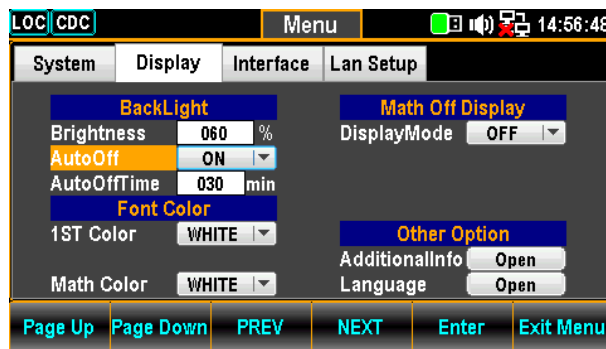 LOC CDC Menu 14:56:48
System Display Interface Lan Setup
BackLight
Brightness 060 %
AutoOff ON
AutoOffTime 030 min
Font Color
1ST Color WHITE
Math Color WHITE
Math Off Display
DisplayMode OFF
Other Option
AdditionalInfo Open
Language Open
Page Up Page Down PREV NEXT Enter Exit Menu